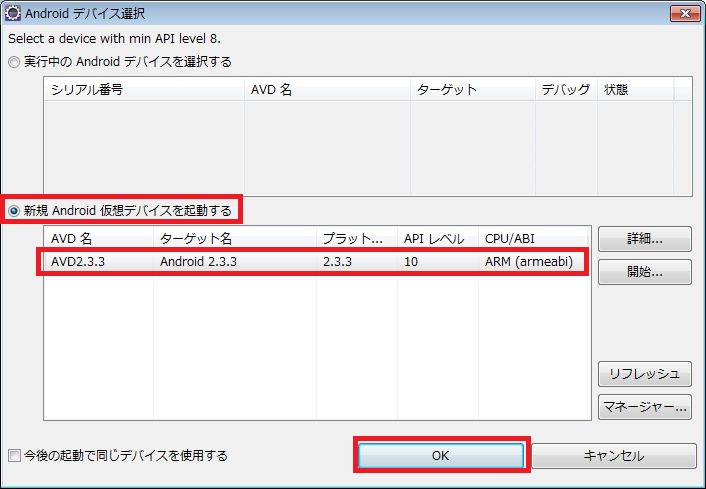 Android デバイス選択
Select a device with min API level 8.
実行中の Android デバイスを選択する
シリアル番号 AVD 名 ターゲット デバッグ 状態
新規 Android 仮想デバイスを起動する
AVD 名 ターゲット名 プラット... API レベル CPU/ABI
AVD2.3.3 Android 2.3.3 2.3.3 10 ARM (armeabi)
詳細...
開始...
リフレッシュ
マネージャー...
今後の起動で同じデバイスを使用する
OK キャンセル